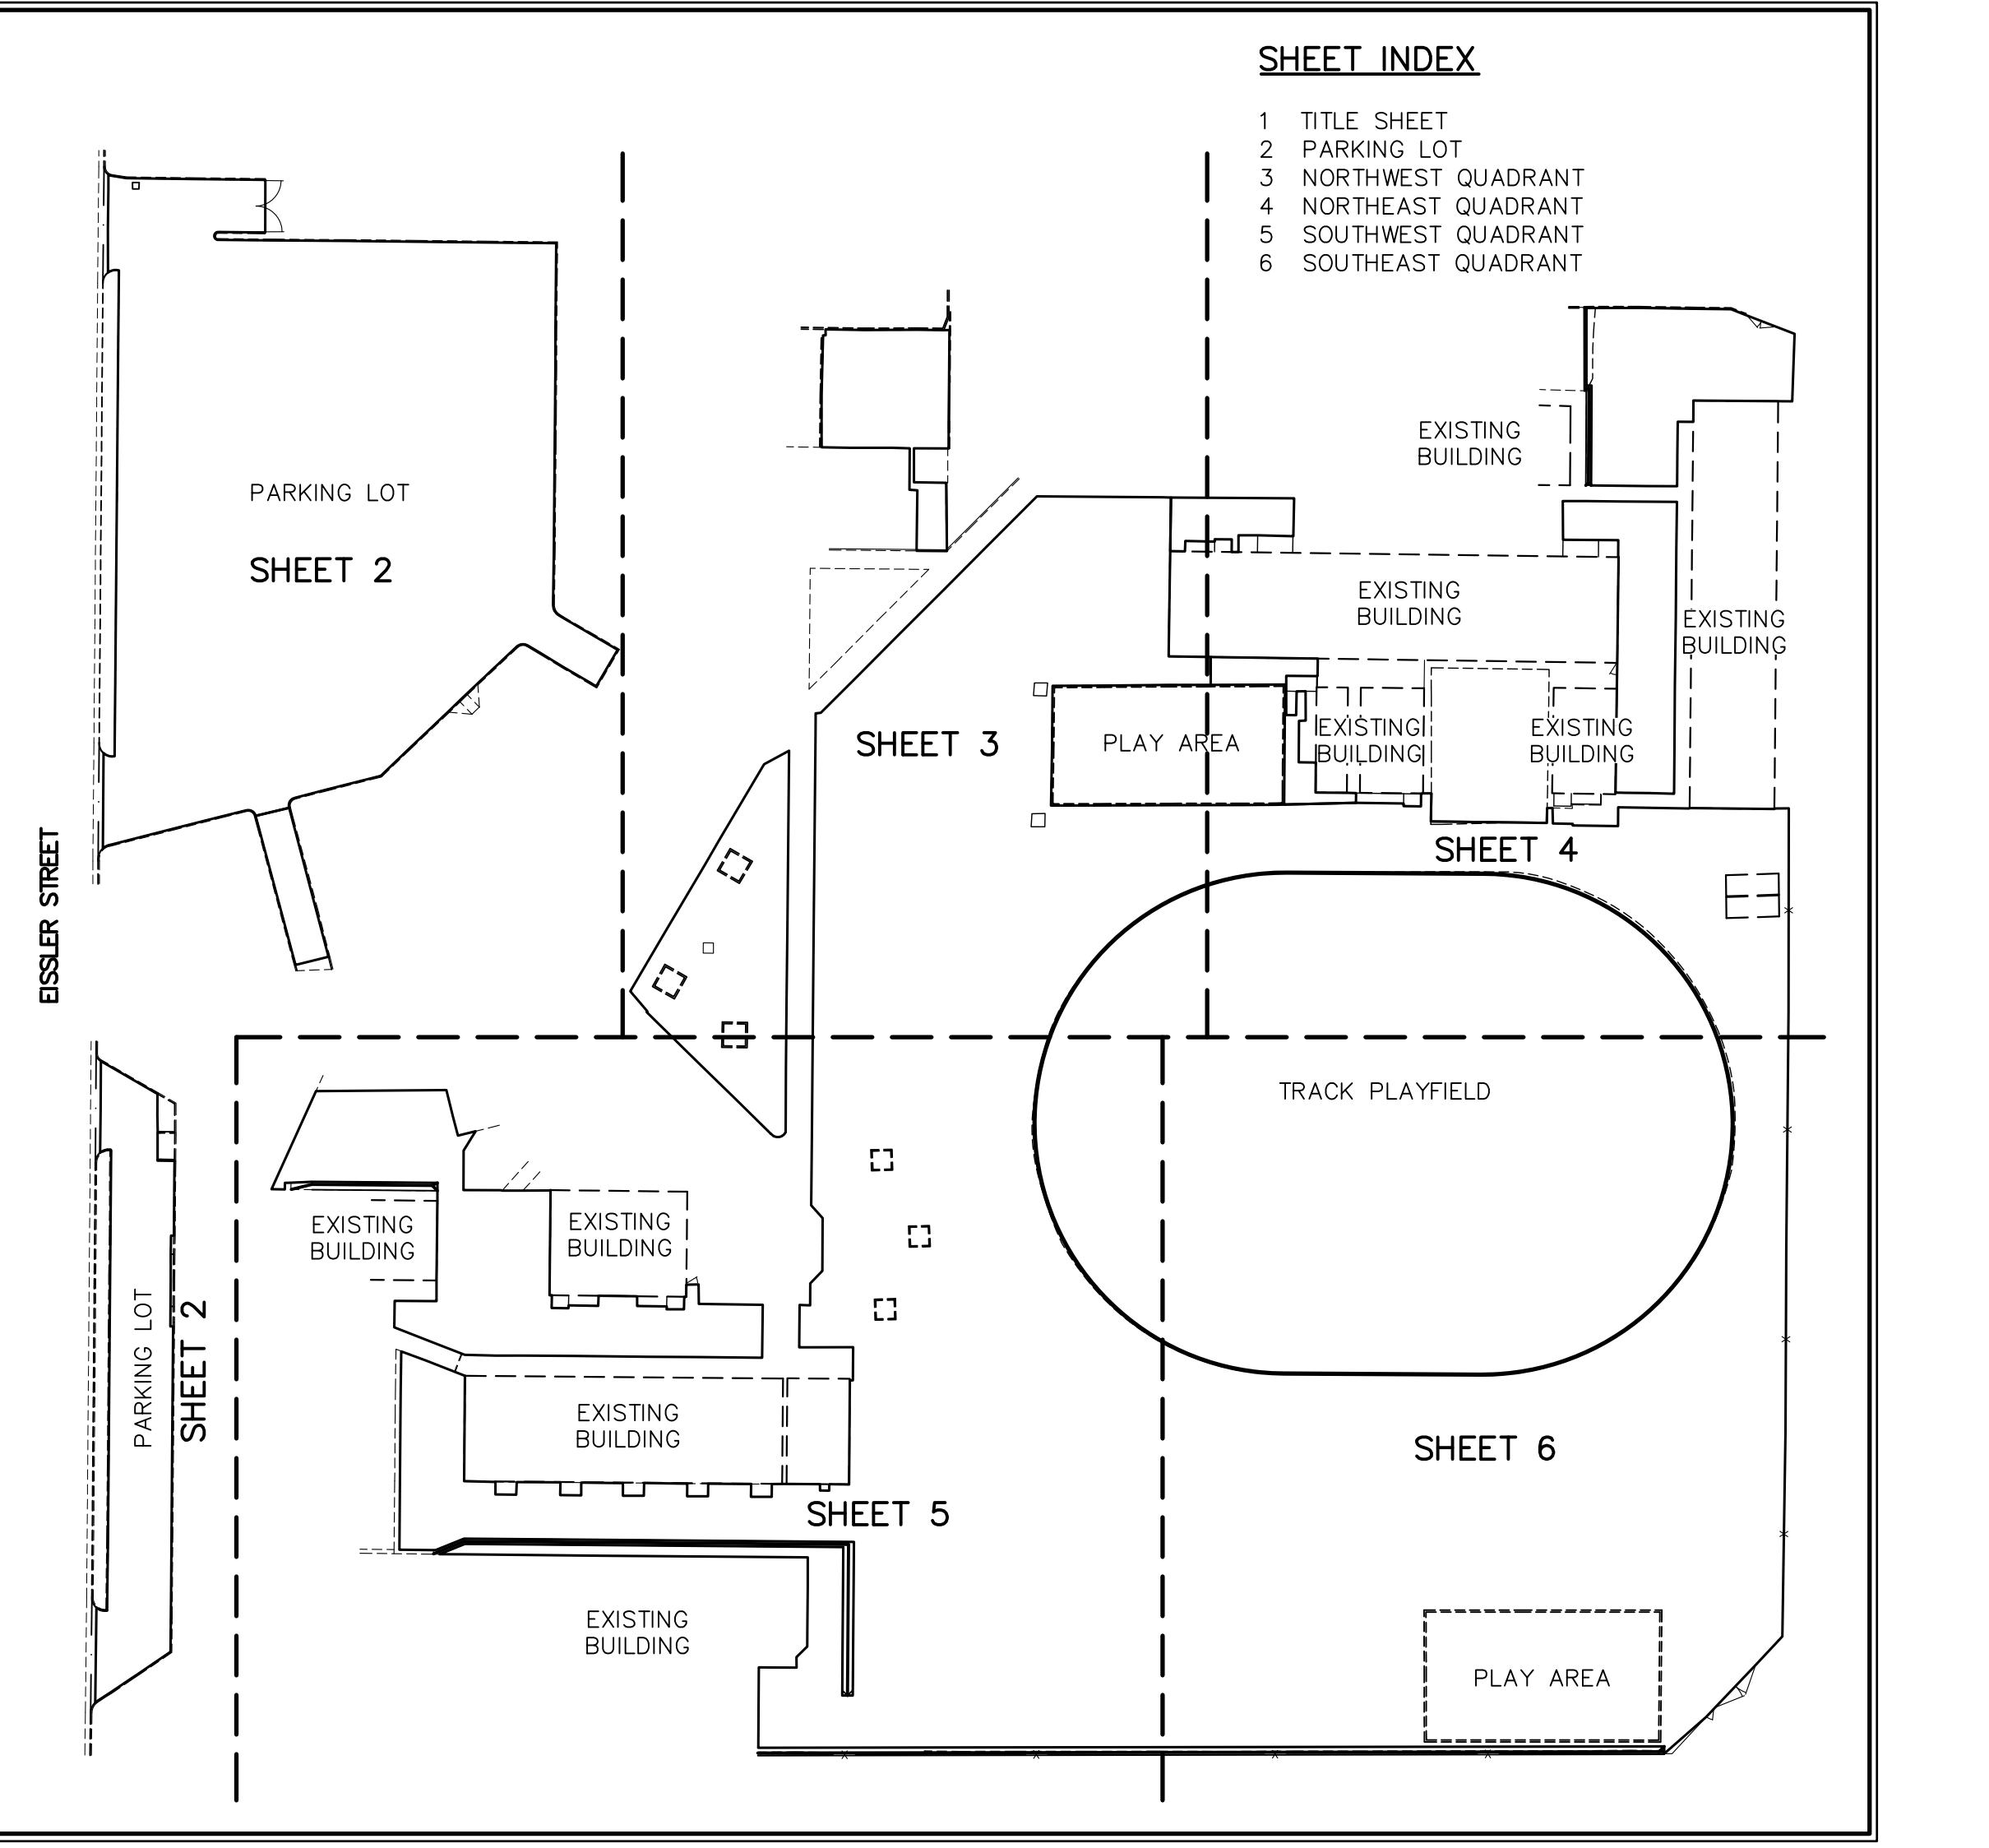 SHEET INDEX
1 TITLE SHEET
2 PARKING LOT
3 NORTHWEST QUADRANT
4 NORTHEAST QUADRANT
5 SOUTHWEST QUADRANT
6 SOUTHEAST QUADRANT
EXISTING
BUILDING
PARKING LOT
SHEET 2
EXISTING
BUILDING
EXISTING
BUILDING
SHEET 3
PLAY AREA
EXISTING
BUILDING
EXISTING
BUILDING
SHEET 4
EISSLER STREET
TRACK PLAYFIELD
EXISTING
BUILDING
EXISTING
BUILDING
PARKING LOT
SHEET 2
EXISTING
BUILDING
SHEET 6
SHEET 5
EXISTING
BUILDING
PLAY AREA